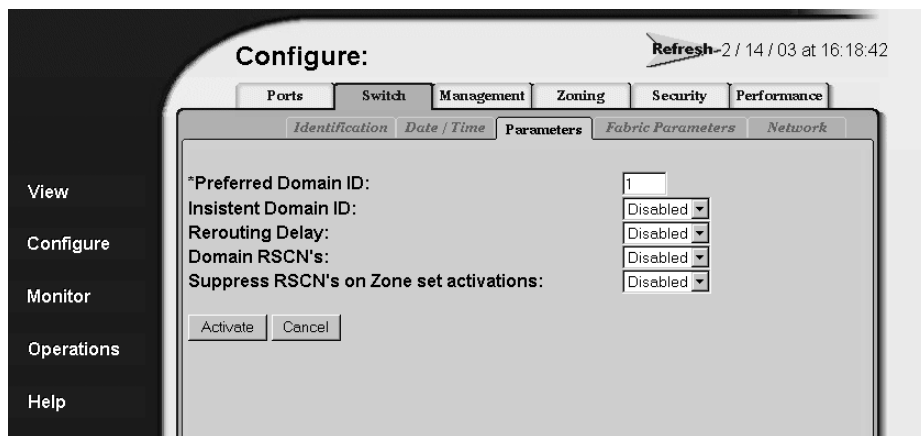 Configure:
Refresh 2 / 14 / 03 at 16:18:42
Ports Switch Management Zoning Security Performance
Identification Date / Time Parameters Fabric Parameters Network
View
Configure
Monitor
Operations
Help
*Preferred Domain ID: 1
Insistent Domain ID: Disabled
Rerouting Delay: Disabled
Domain RSCN's: Disabled
Suppress RSCN's on Zone set activations: Disabled
Activate Cancel